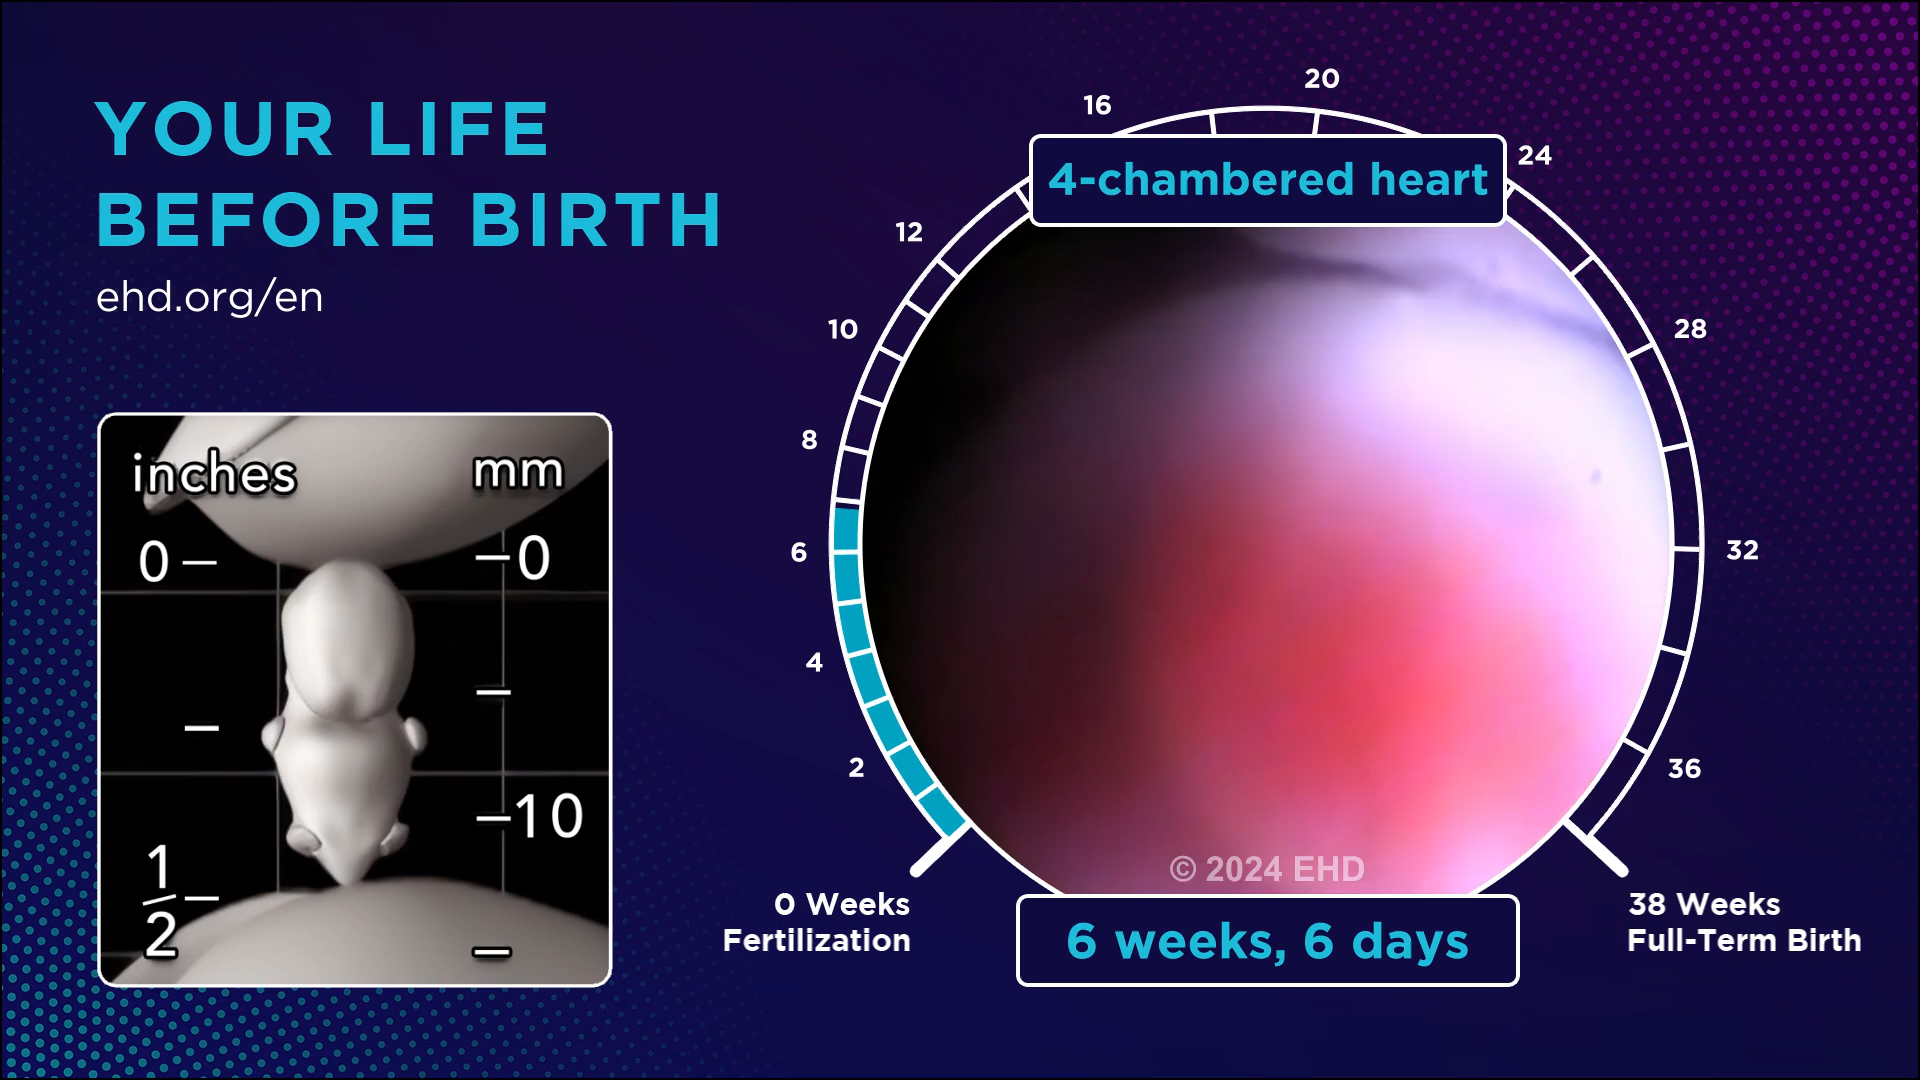 YOUR LIFE
BEFORE BIRTH
ehd.org/en
inches mm
0 0
10
1
2
4-chambered heart
0 Weeks
Fertilization
2
4
6
8
10
12
16
20
24
28
32
36
38 Weeks
Full-Term Birth
© 2024 EHD
6 weeks, 6 days